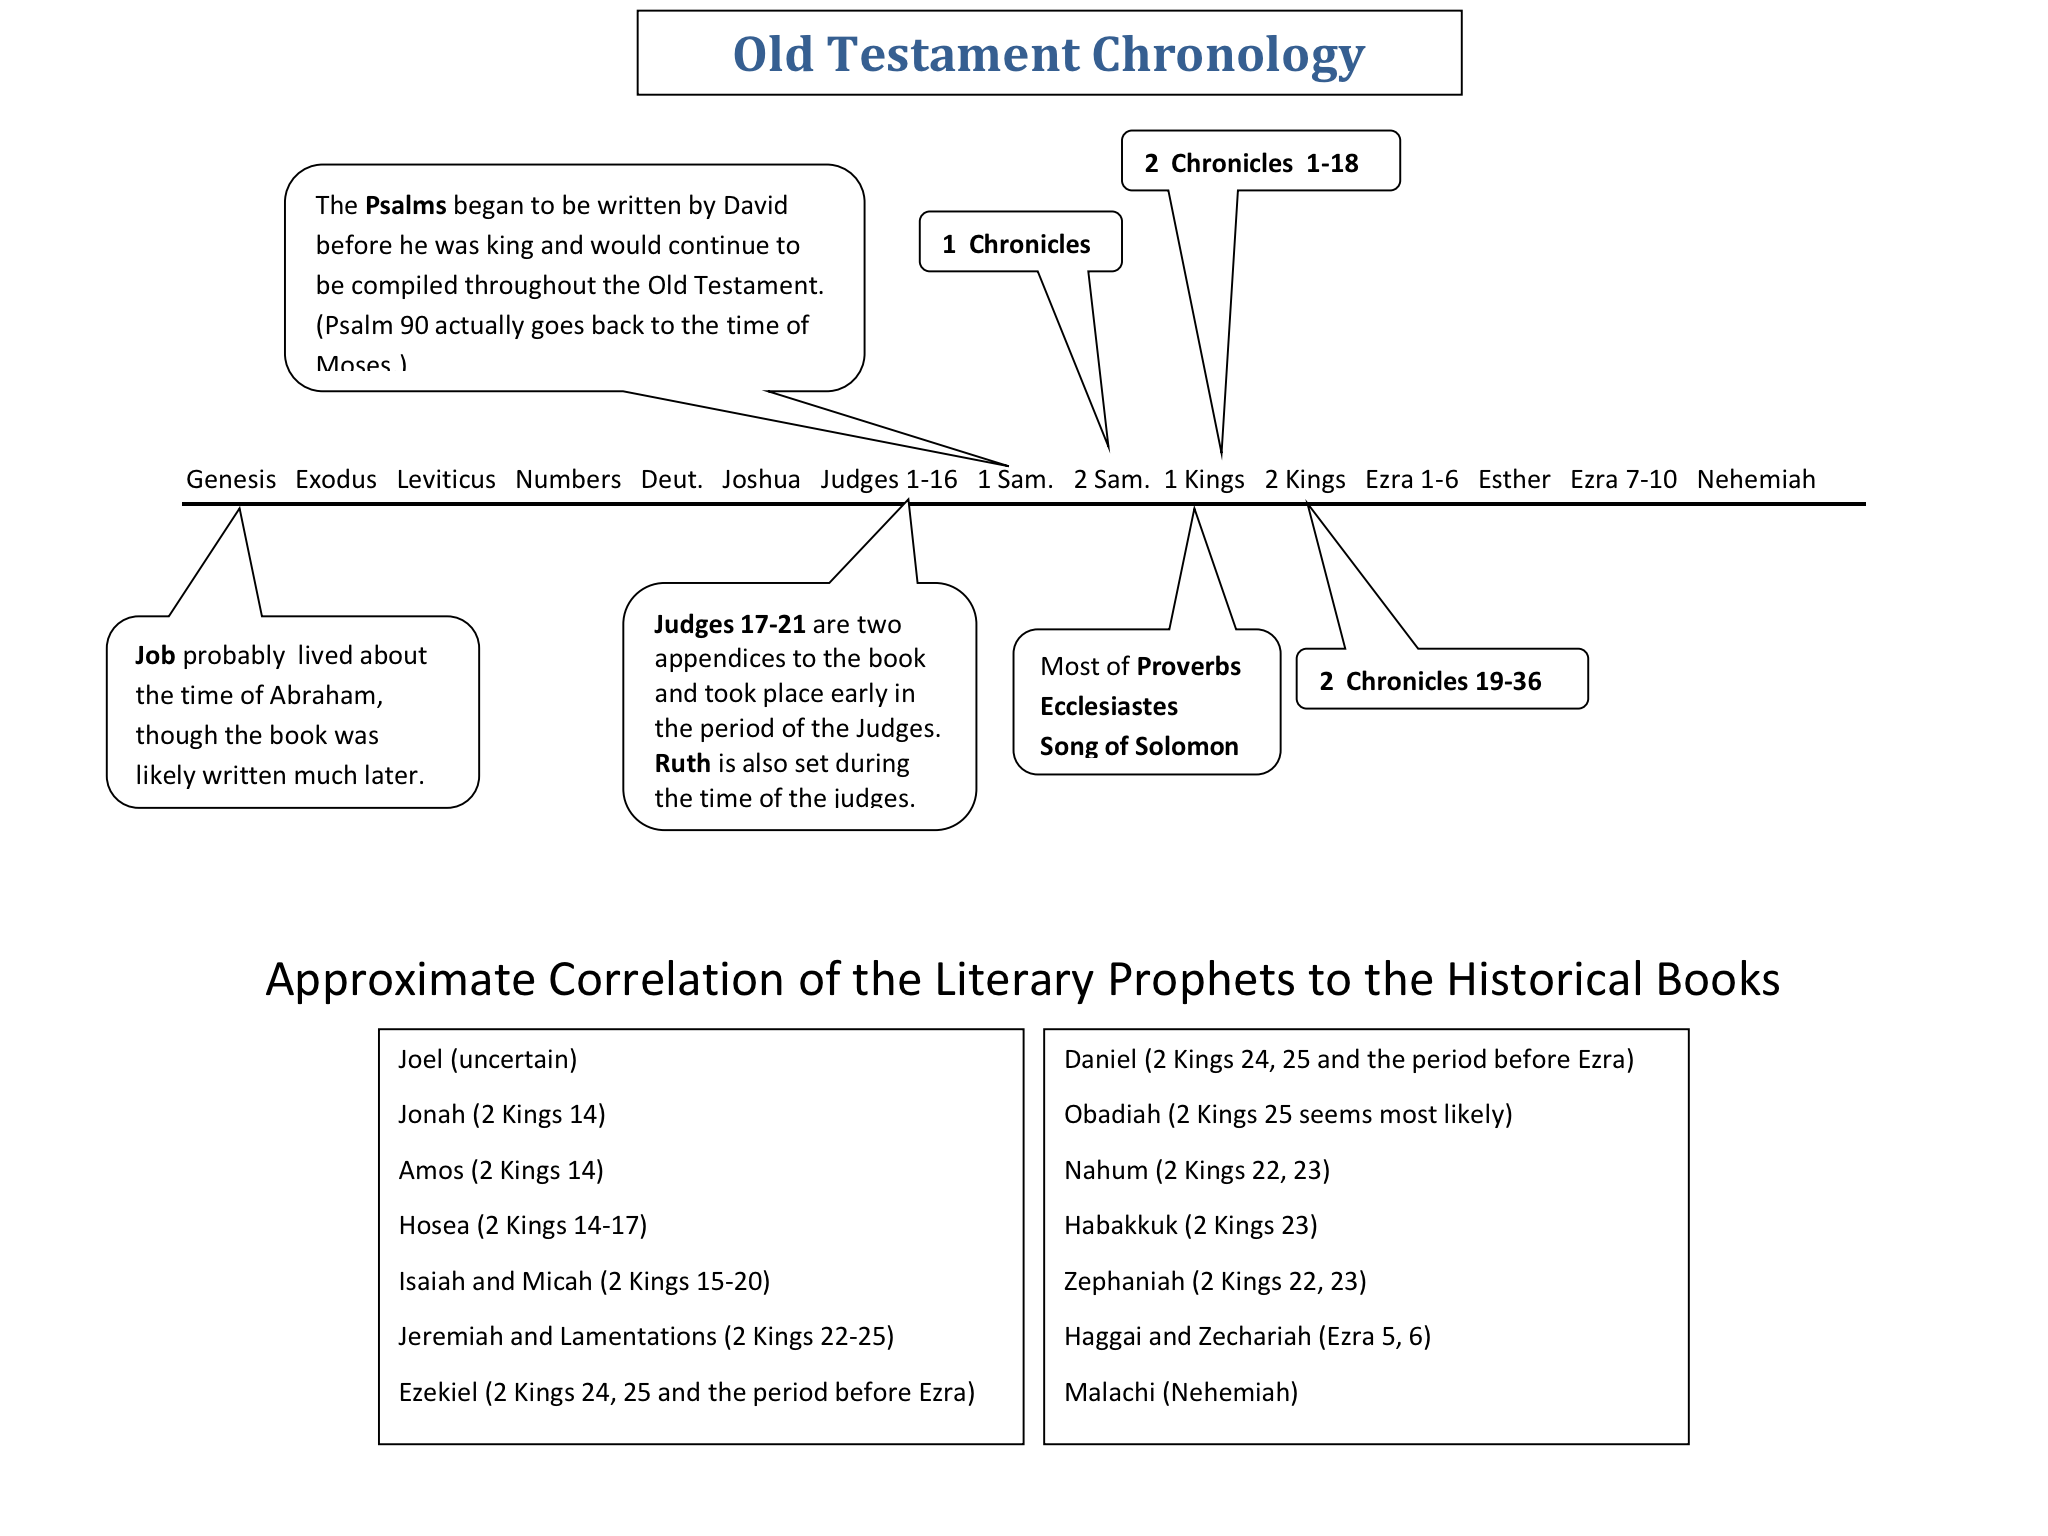 Old Testament Chronology
2 Chronicles 1-18
The Psalms began to be written by David
before he was king and would continue to
be compiled throughout the Old Testament.
(Psalm 90 actually goes back to the time of
Moses.)
1 Chronicles
Genesis Exodus Leviticus Numbers Deut. Joshua Judges 1-16 1 Sam. 2 Sam. 1 Kings 2 Kings Ezra 1-6 Esther Ezra 7-10 Nehemiah
Job probably lived about
the time of Abraham,
though the book was
likely written much later.
Judges 17-21 are two
appendices to the book
and took place early in
the period of the Judges.
Ruth is also set during
the time of the judges.
Most of Proverbs
Ecclesiastes
Song of Solomon
2 Chronicles 19-36
Approximate Correlation of the Literary Prophets to the Historical Books
Joel (uncertain)
Jonah (2 Kings 14)
Amos (2 Kings 14)
Hosea (2 Kings 14-17)
Isaiah and Micah (2 Kings 15-20)
Jeremiah and Lamentations (2 Kings 22-25)
Ezekiel (2 Kings 24, 25 and the period before Ezra)
Daniel (2 Kings 24, 25 and the period before Ezra)
Obadiah (2 Kings 25 seems most likely)
Nahum (2 Kings 22, 23)
Habakkuk (2 Kings 23)
Zephaniah (2 Kings 22, 23)
Haggai and Zechariah (Ezra 5, 6)
Malachi (Nehemiah)